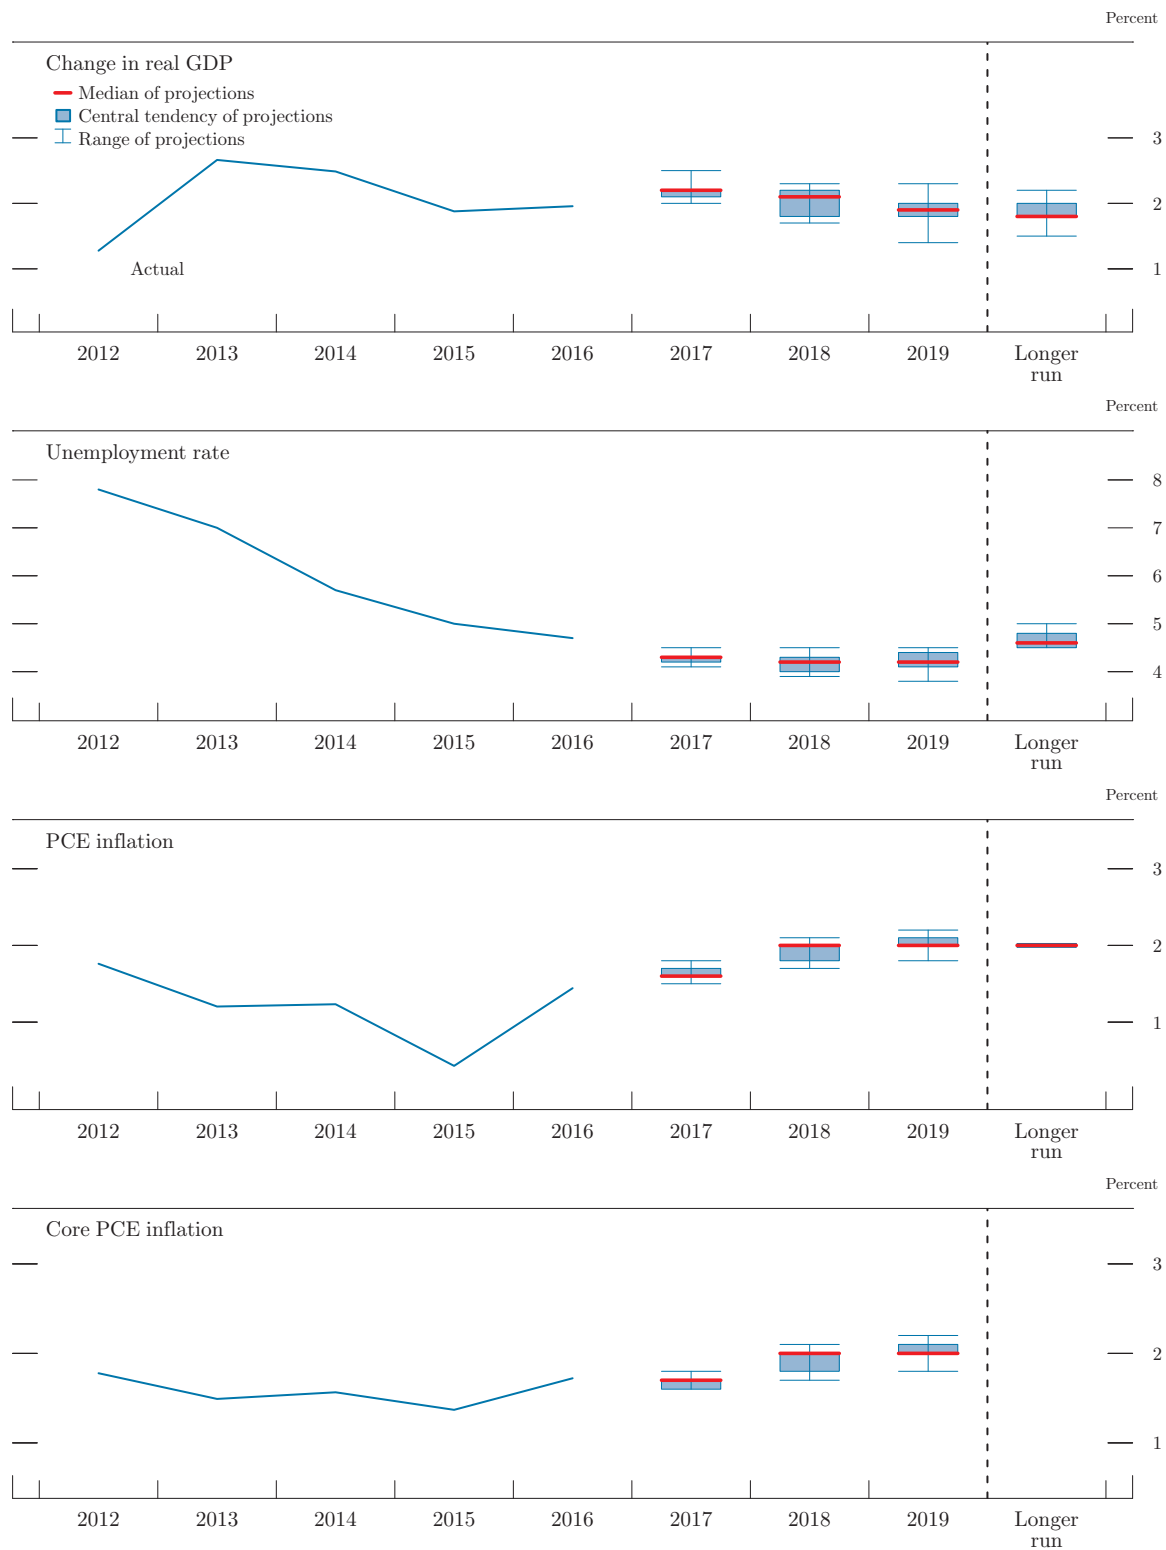 Percent
Change in real GDP
Median of projections
Central tendency of projections
Range of projections
3
2
Actual
1
2012 2013 2014 2015 2016 2017 2018 2019 Longer
run
Percent
Unemployment rate
8
7
6
5
4
2012 2013 2014 2015 2016 2017 2018 2019 Longer
run
Percent
PCE inflation
3
2
1
2012 2013 2014 2015 2016 2017 2018 2019 Longer
run
Percent
Core PCE inflation
3
2
1
2012 2013 2014 2015 2016 2017 2018 2019 Longer
run